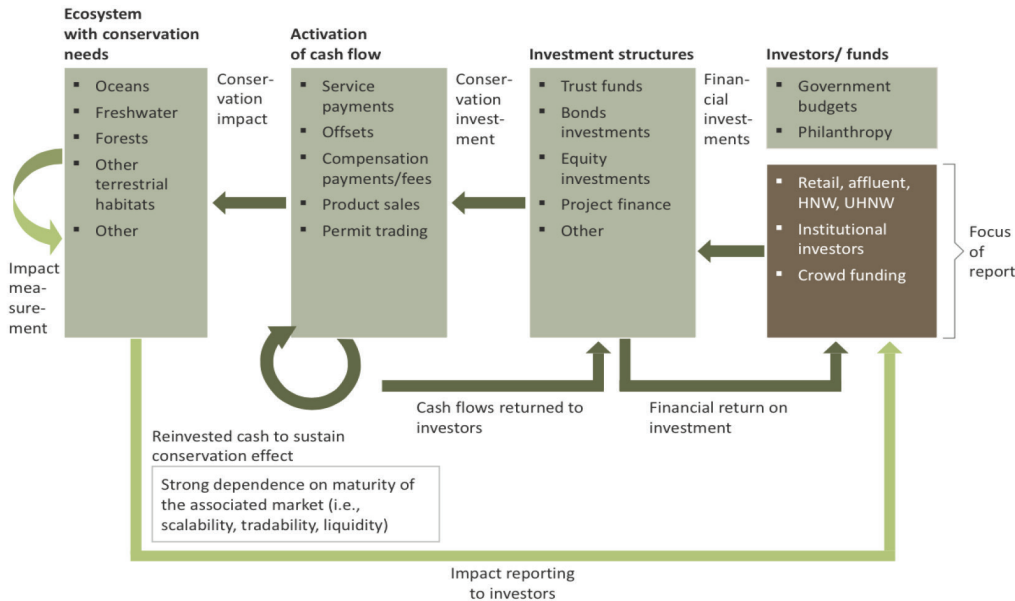 Ecosystem
with conservation
needs
Oceans
Freshwater
Forests
Other
terrestrial
habitats
Other
Impact
mea-
sure-
ment
Conser-
vation
impact
Activation
of cash flow
Service
payments
Offsets
Compensation
payments/fees
Product sales
Permit trading
Conser-
vation
invest-
ment
Investment structures
Trust funds
Bonds
investments
Equity
investments
Project finance
Other
Finan-
cial
invest-
ments
Investors/ funds
Government
budgets
Philanthropy
Retail, affluent,
HNW, UHNW
Institutional
investors
Crowd funding
Focus
of
report
Cash flows returned to
investors
Financial return on
investment
Reinvested cash to sustain
conservation effect
Strong dependence on maturity of
the associated market (i.e.,
scalability, tradability, liquidity)
Impact reporting
to investors